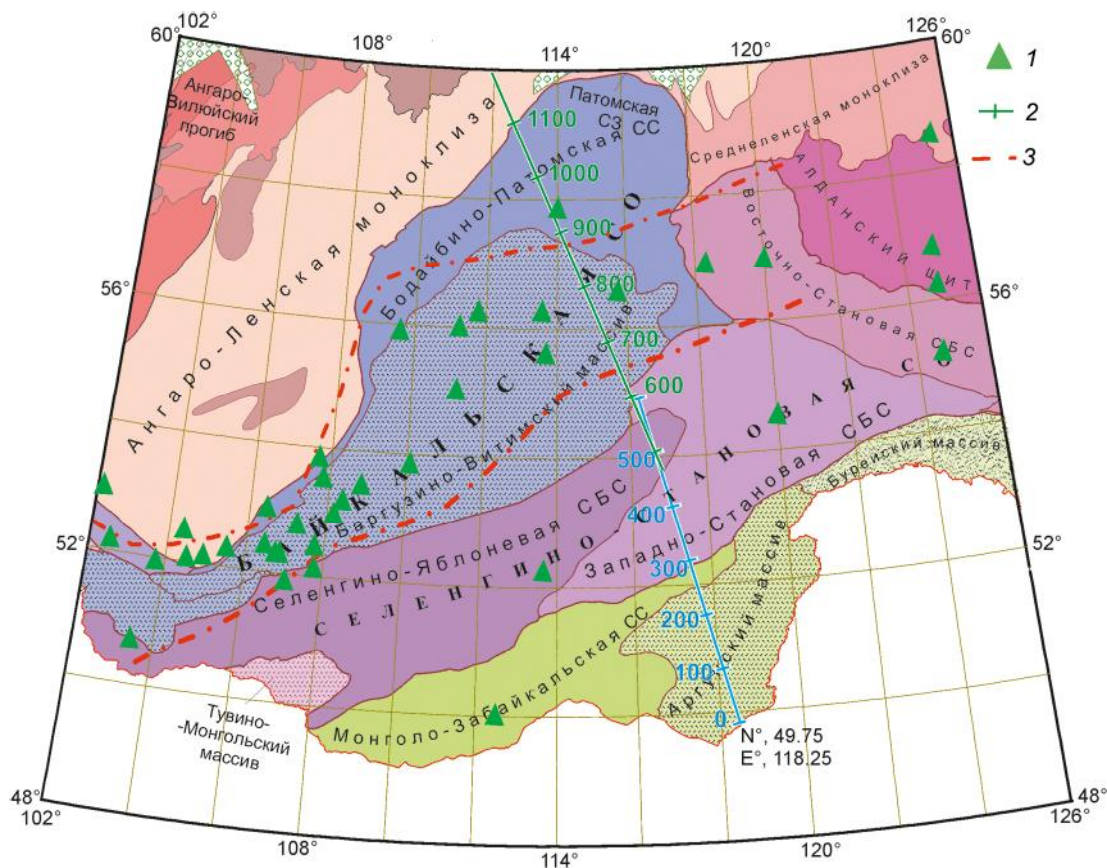 102°
60°
108°
114°
120°
126°
60°
1
2
3
Ангаро-
Вилюйский
прогиб
Патомская
СЗ СС
Среднеленская моноклиза
Ангаро-Ленская моноклиза
Бодайбино-Патомская
АЛДАНСКИЙ ЩИТ
Восточно-Становая СБС
1100
1000
900
800
700
600
500
400
300
200
100
0
56°
56°
БАЙКАЛЬСКАЯ СО
Баргузино-Витимский массив
СЕЛЕНГИНО-СТАНОВАЯ СО
Селенгино-Яблоневая СБС
Западно-Становая СБС
Буреийский массив
52°
52°
Монголо-Забайкальская СС
Аргунский массив
Тувино-
-Монгольский
массив
N°, 49.75
E°, 118.25
48°
102°
108°
114°
120°
48°
126°